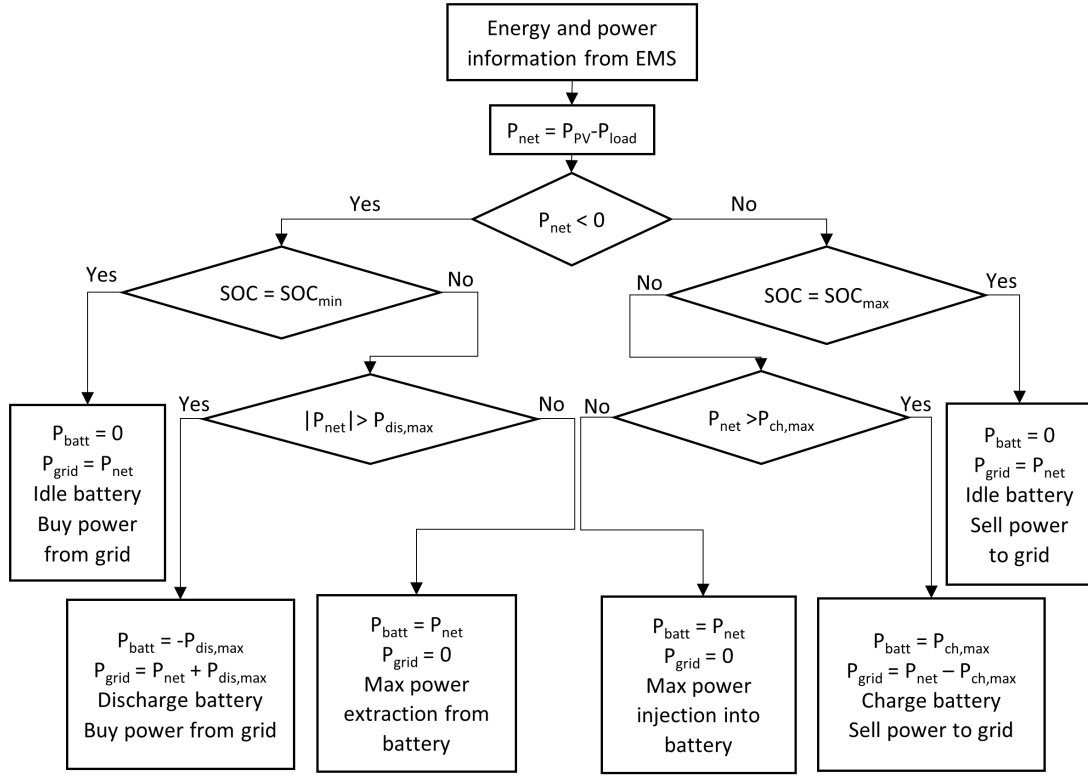 Energy and power
information from EMS
P_net = P_PV-P_load
P_net < 0
Yes
No
SOC = SOC_min
Yes
No
SOC = SOC_max
No
Yes
|P_net| > P_dis,max
Yes
No
P_net >P_ch,max
No
Yes
P_batt = 0
P_grid = P_net
Idle battery
Buy power
from grid
P_batt = 0
P_grid = P_net
Idle battery
Sell power
to grid
P_batt = -P_dis,max
P_grid = P_net + P_dis,max
Discharge battery
Buy power from grid
P_batt = P_net
P_grid = 0
Max power
extraction from
battery
P_batt = P_net
P_grid = 0
Max power
injection into
battery
P_batt = P_ch,max
P_grid = P_net – P_ch,max
Charge battery
Sell power to grid